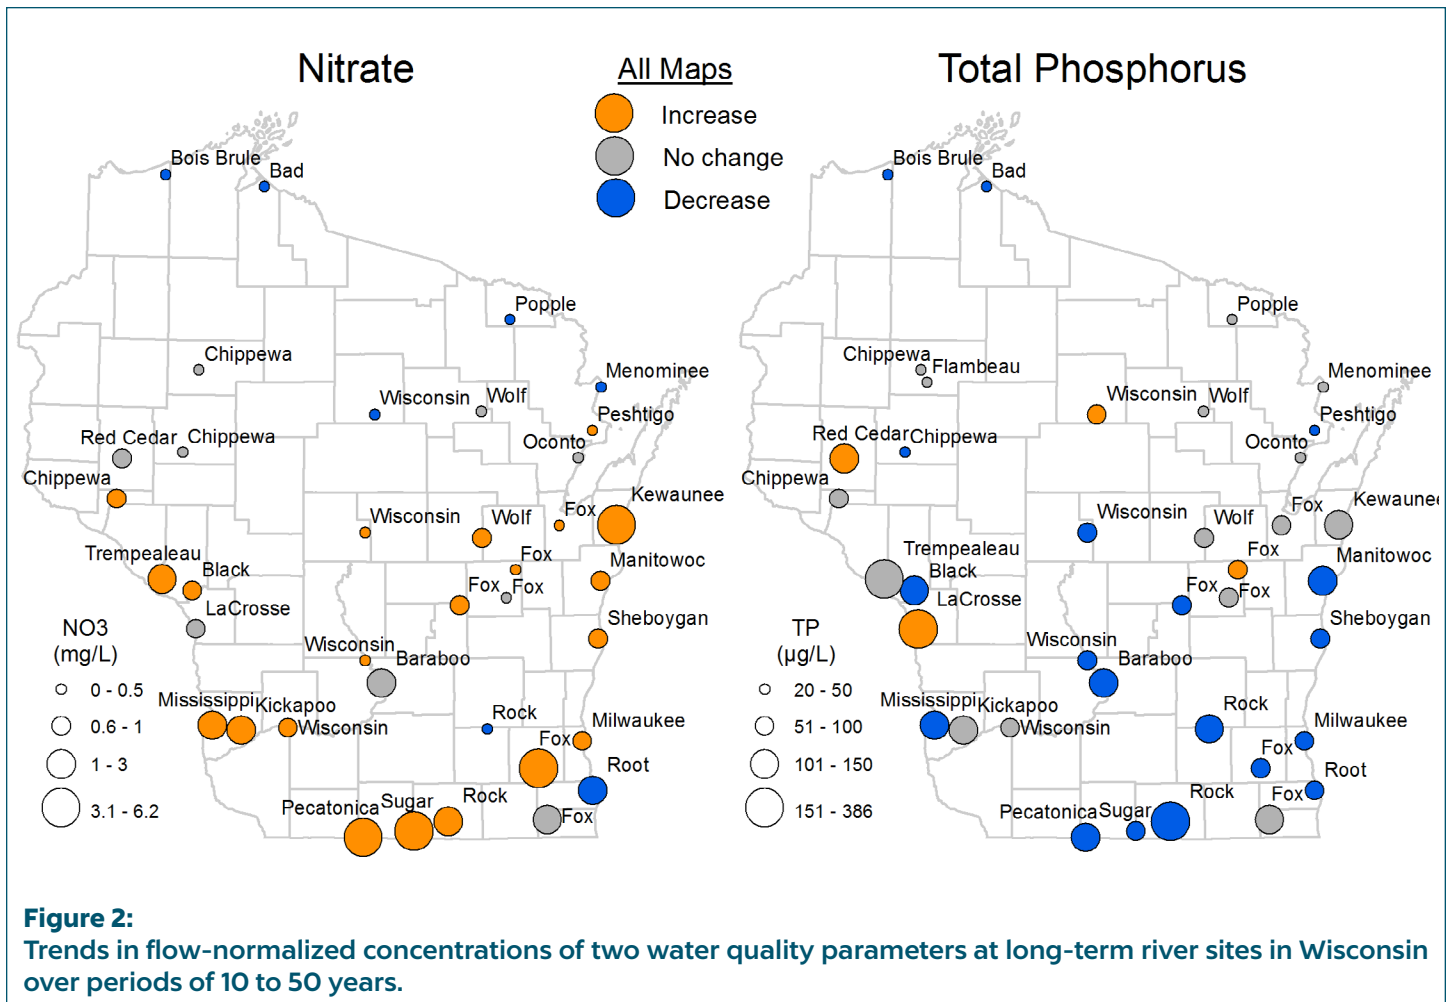 Nitrate
All Maps
Increase
No change
Decrease
Total Phosphorus
Bois Brule
Bad
Popple
Chippewa
Menominee
Wisconsin
Wolf
Peshtigo
Red Cedar
Chippewa
Oconto
Chippewa
Kewaunee
Fox
Wisconsin
Wolf
Trempealeau
Fox
Manitowoc
Black
Fox
Fox
LaCrosse
Sheboygan
NO3
(mg/L)
Wisconsin
Baraboo
0 - 0.5
Mississippi
Kickapoo
0.6 - 1
Wisconsin
Rock
Milwaukee
Fox
1 - 3
Root
3.1 - 6.2
Pecatonica
Sugar
Rock
Fox
Bois Brule
Bad
Popple
Chippewa
Flambeau
Menominee
Wisconsin
Wolf
Peshtigo
Red Cedar
Chippewa
Oconto
Chippewa
Kewaunee
Fox
Wisconsin
Wolf
Trempealeau
Fox
Manitowoc
Black
Fox
Fox
LaCrosse
Sheboygan
TP
(µg/L)
Wisconsin
Baraboo
20 - 50
Mississippi
Kickapoo
51 - 100
Wisconsin
Rock
Milwaukee
Fox
101 - 150
Root
151 - 386
Pecatonica
Sugar
Rock
Fox
Figure 2:
Trends in flow-normalized concentrations of two water quality parameters at long-term river sites in Wisconsin
over periods of 10 to 50 years.